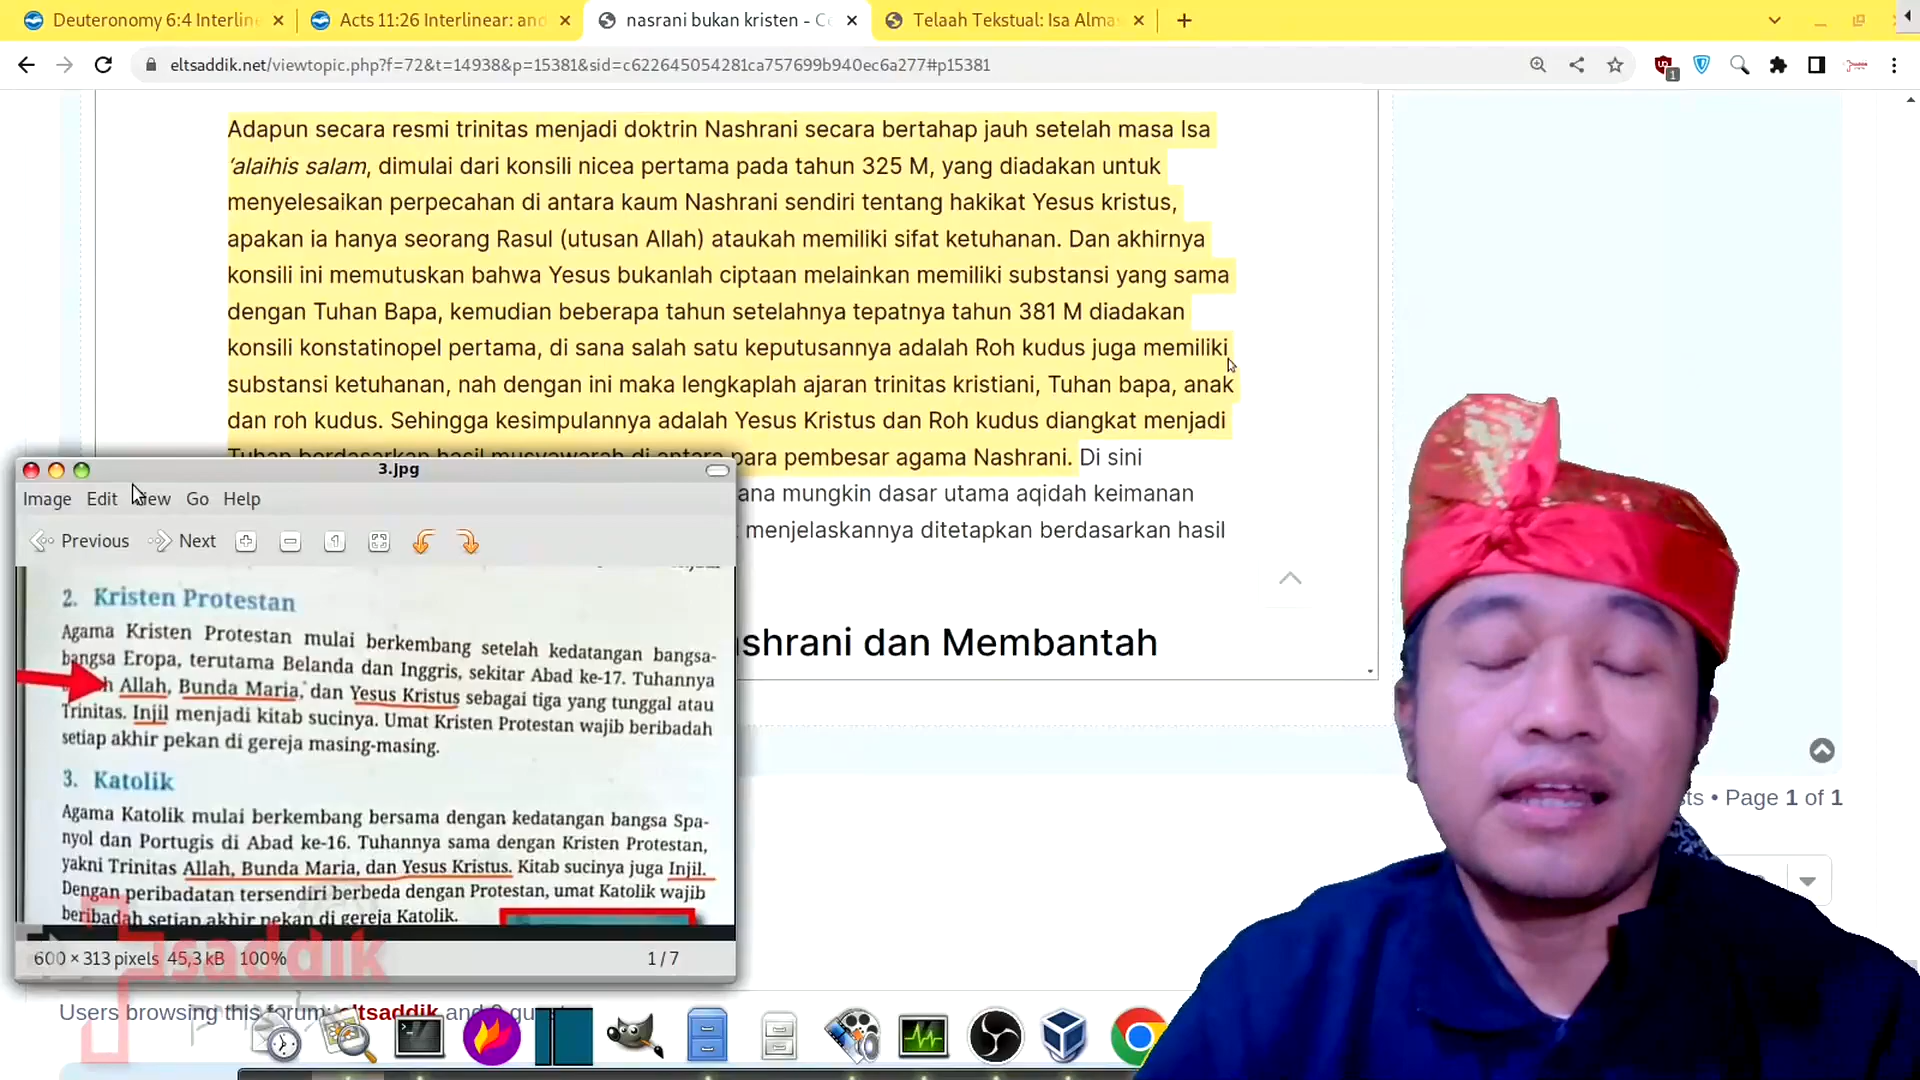 Deuteronomy 6:4 Interlin
Acts 11:26 Interlinear: and
nasrani bukan kristen - Ce
Telaah Tekstual: Isa Almas
eltsaddik.net/viewtopic.php?f=72&t=14938&p=15381&sid=c622645054281ca757699b940ec6a277#p15381
1
Adapun secara resmi trinitas menjadi doktrin Nashrani secara bertahap jauh setelah masa Isa
‘alaihis salam, dimulai dari konsili nicea pertama pada tahun 325 M, yang diadakan untuk
menyelesaikan perpecahan di antara kaum Nashrani sendiri tentang hakikat Yesus kristus,
apakan ia hanya seorang Rasul (utusan Allah) ataukah memiliki sifat ketuhanan. Dan akhirnya
konsili ini memutuskan bahwa Yesus bukanlah ciptaan melainkan memiliki substansi yang sama
dengan Tuhan Bapa, kemudian beberapa tahun setelahnya tepatnya tahun 381 M diadakan
konsili konstatinopel pertama, di sana salah satu keputusannya adalah Roh kudus juga memiliki
substansi ketuhanan, nah dengan ini maka lengkaplah ajaran trinitas kristiani, Tuhan bapa, anak
dan roh kudus. Sehingga kesimpulannya adalah Yesus Kristus dan Roh kudus diangkat menjadi
Tuhan berdasarkan hasil musyawarah di antara para pembesar agama Nashrani. Di sini
ana mungkin dasar utama aqidah keimanan
menjelaskannya ditetapkan berdasarkan hasil
ashrani dan Membantah
3.jpg
Image Edit View Go Help
Previous Next
2. Kristen Protestan
Agama Kristen Protestan mulai berkembang setelah kedatangan bangsa-
bangsa Eropa, terutama Belanda dan Inggris, sekitar Abad ke-17. Tuhannya
Allah, Bunda Maria, dan Yesus Kristus sebagai tiga yang tunggal atau
Trinitas. Injil menjadi kitab sucinya. Umat Kristen Protestan wajib beribadah
setiap akhir pekan di gereja masing-masing.
3. Katolik
Agama Katolik mulai berkembang bersama dengan kedatangan bangsa Spa-
nyol dan Portugis di Abad ke-16. Tuhannya sama dengan Kristen Protestan,
yakni Trinitas Allah, Bunda Maria, dan Yesus Kristus. Kitab sucinya juga Injil.
Dengan peribadatan tersendiri berbeda dengan Protestan, umat Katolik wajib
beribadah setiap akhir pekan di gereja Katolik.
600 × 313 pixels 45,3 kB 100% 1 / 7
saddik
ts • Page 1 of 1
Users browsing this forum: eltsaddik and